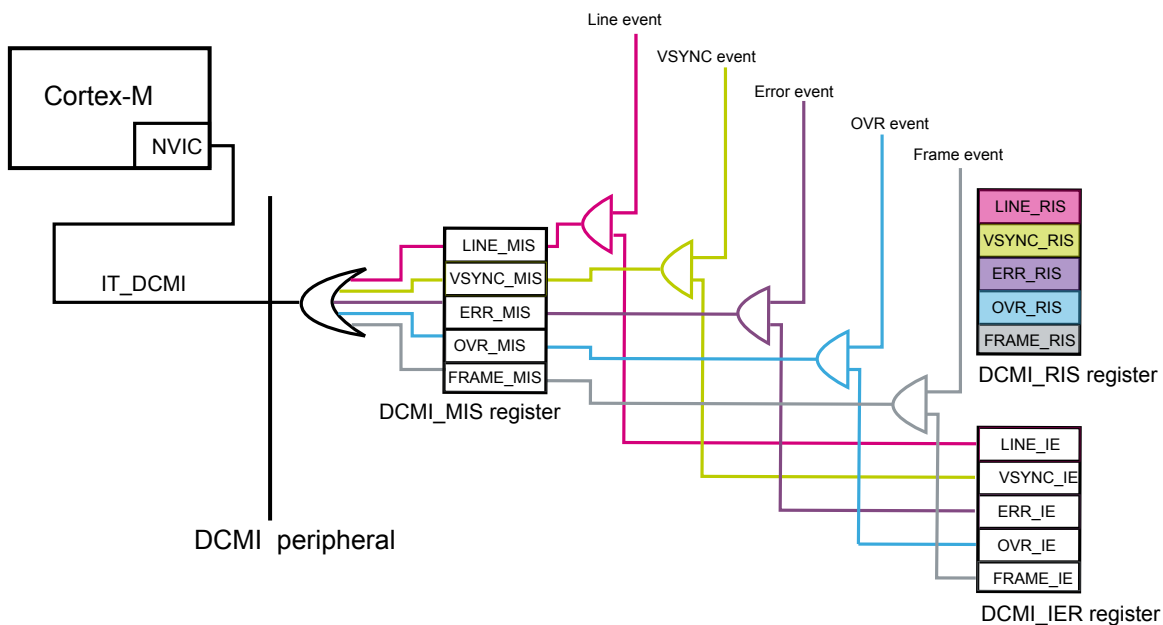 Line event
VSYNC event
Error event
OVR event
Frame event
Cortex-M
NVIC
IT_DCMI
LINE_MIS
VSYNC_MIS
ERR_MIS
OVR_MIS
FRAME_MIS
DCMI_MIS register
LINE_RIS
VSYNC_RIS
ERR_RIS
OVR_RIS
FRAME_RIS
DCMI_RIS register
LINE_IE
VSYNC_IE
ERR_IE
OVR_IE
FRAME_IE
DCMI_IER register
DCMI peripheral